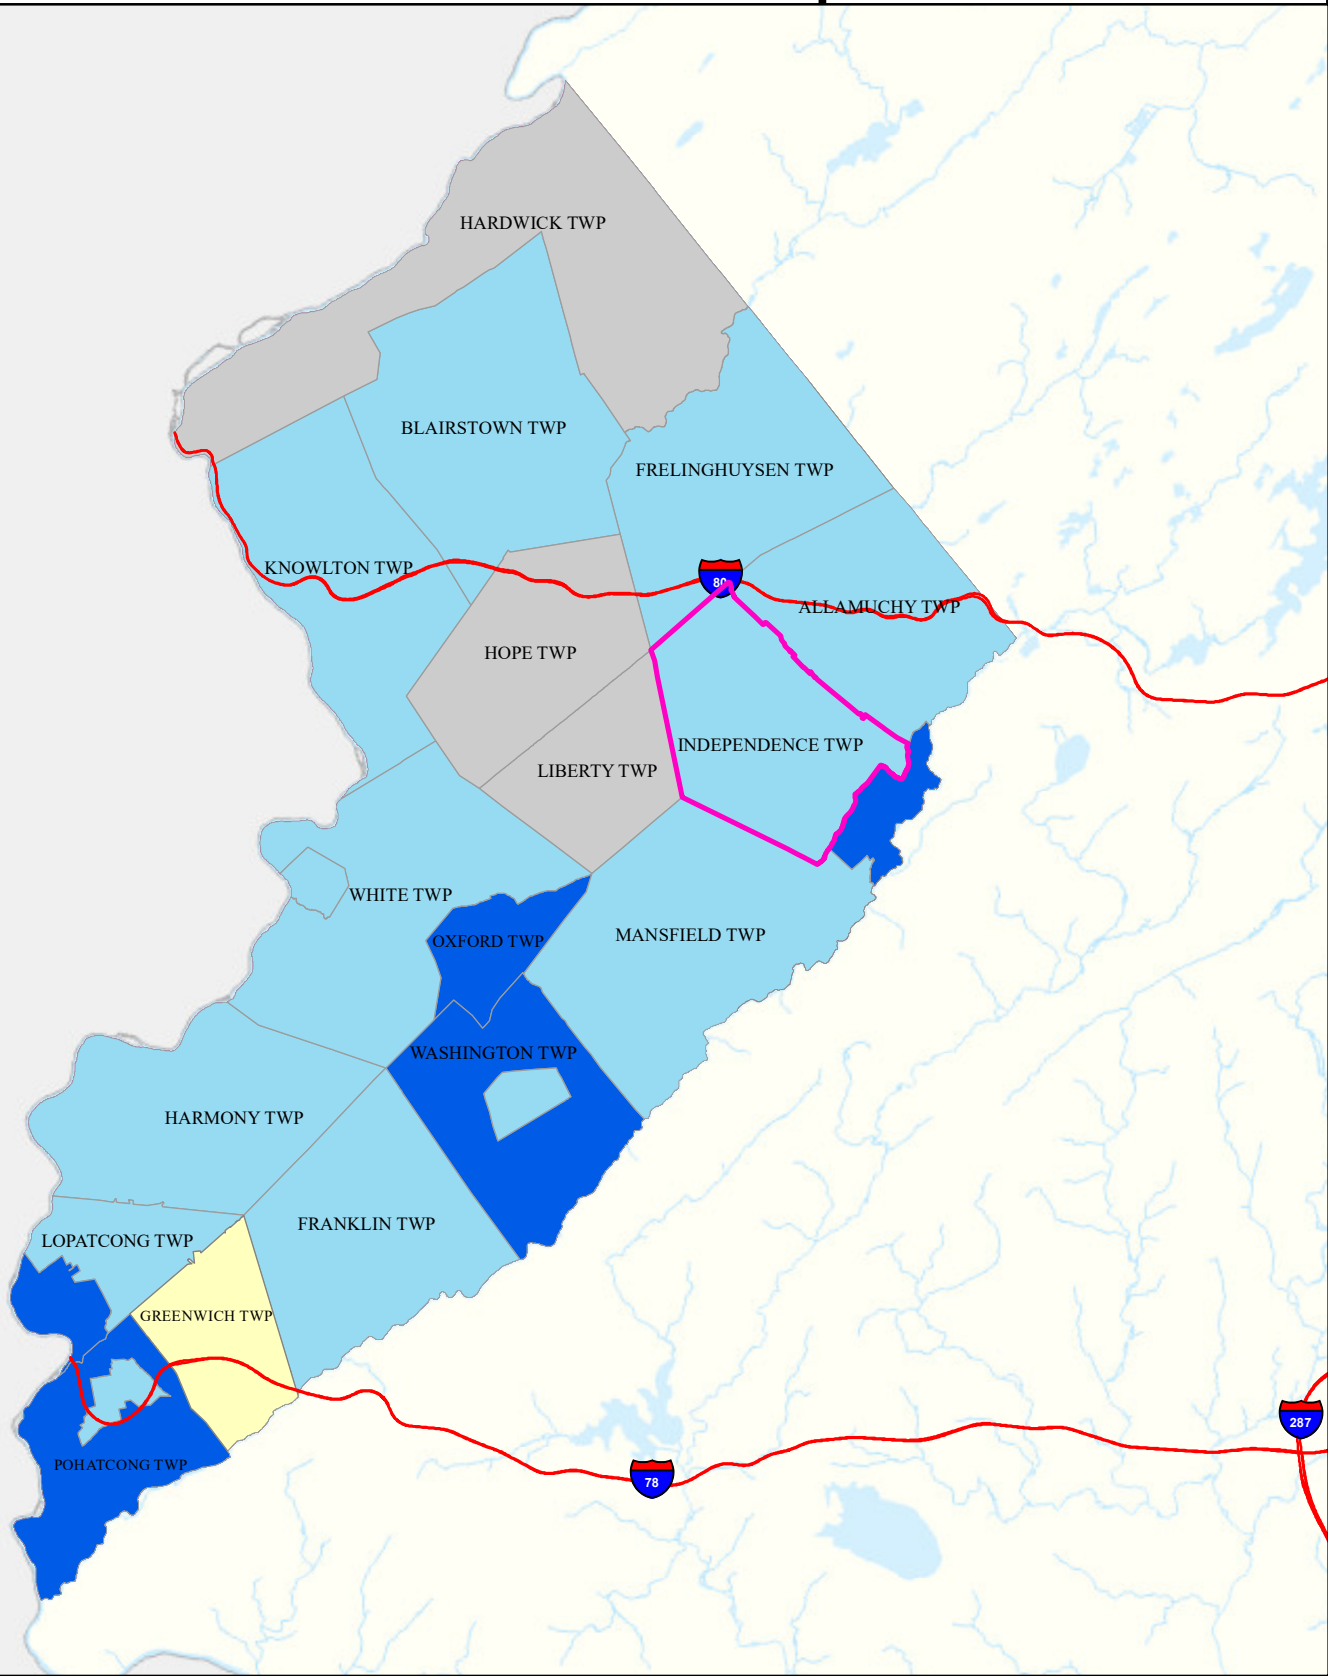 HARDWICK TWP
BLAIRSTOWN TWP
FRELINGHUYSEN TWP
KNOWLTON TWP
80
ALLAMUCHY TWP
HOPE TWP
INDEPENDENCE TWP
LIBERTY TWP
WHITE TWP
MANSFIELD TWP
OXFORD TWP
WASHINGTON TWP
HARMONY TWP
FRANKLIN TWP
LOPATCONG TWP
GREENWICH TWP
287
POHATCONG TWP
78